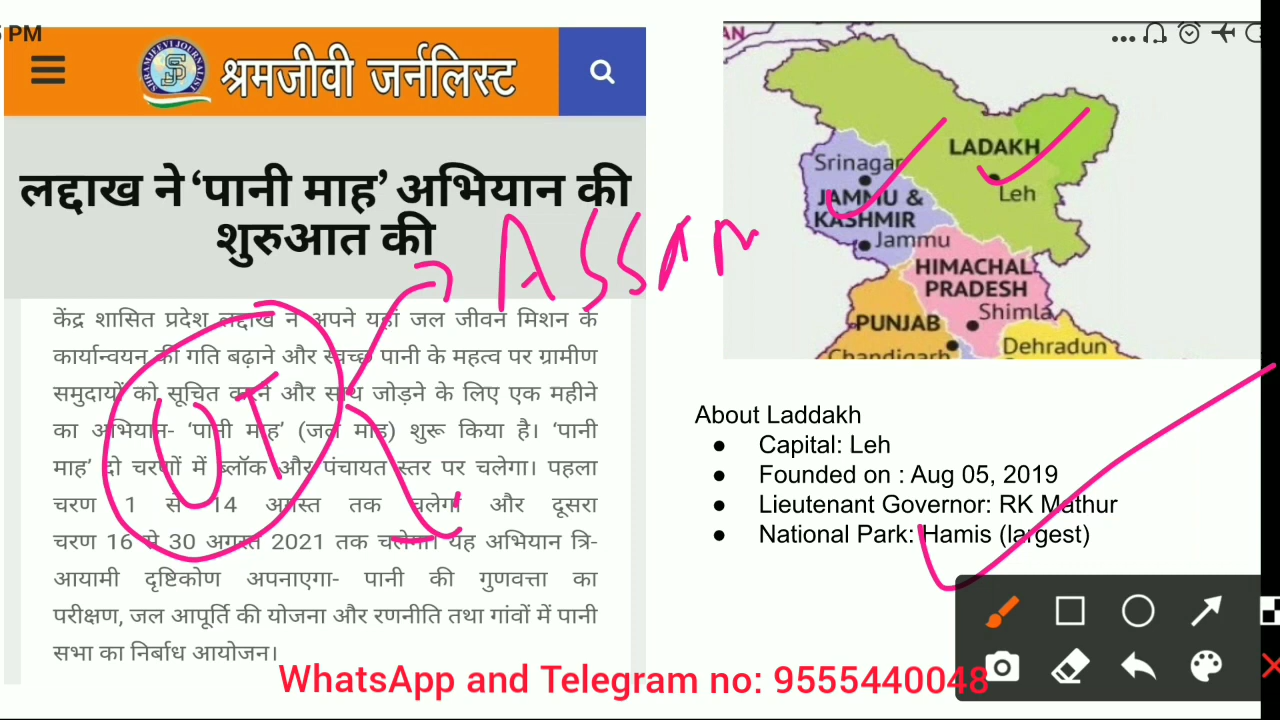 PM
श्रमजीवी जर्नलिस्ट
लद्दाख ने ‘पानी माह’ अभियान की
शुरुआत की
केंद्र शासित प्रदेश लद्दाख ने अपने यहां जल जीवन मिशन के
कार्यान्वयन की गति बढ़ाने और स्वच्छ पानी के महत्व पर ग्रामीण
समुदायों को सूचित करने और साथ जोड़ने के लिए एक महीने
का अभियान- ‘पानी माह’ (जल माह) शुरू किया है। ‘पानी
माह’ दो चरणों में ब्लॉक और पंचायत स्तर पर चलेगा। पहला
चरण 1 से 14 अगस्त तक चलेगा और दूसरा
चरण 16 से 30 अगस्त 2021 तक चलेगा। यह अभियान त्रि-
आयामी दृष्टिकोण अपनाएगा- पानी की गुणवत्ता का
परीक्षण, जल आपूर्ति की योजना और रणनीति तथा गांवों में पानी
सभा का निर्बाध आयोजन।
ASSAM
UT
LADAKH
Leh
Srinagar
JAMMU &
KASHMIR
Jammu
HIMACHAL
PRADESH
Shimla
PUNJAB
Chandigarh
Dehradun
About Laddakh
● Capital: Leh
● Founded on : Aug 05, 2019
● Lieutenant Governor: RK Mathur
● National Park: Hamis (largest)
WhatsApp and Telegram no: 9555440048